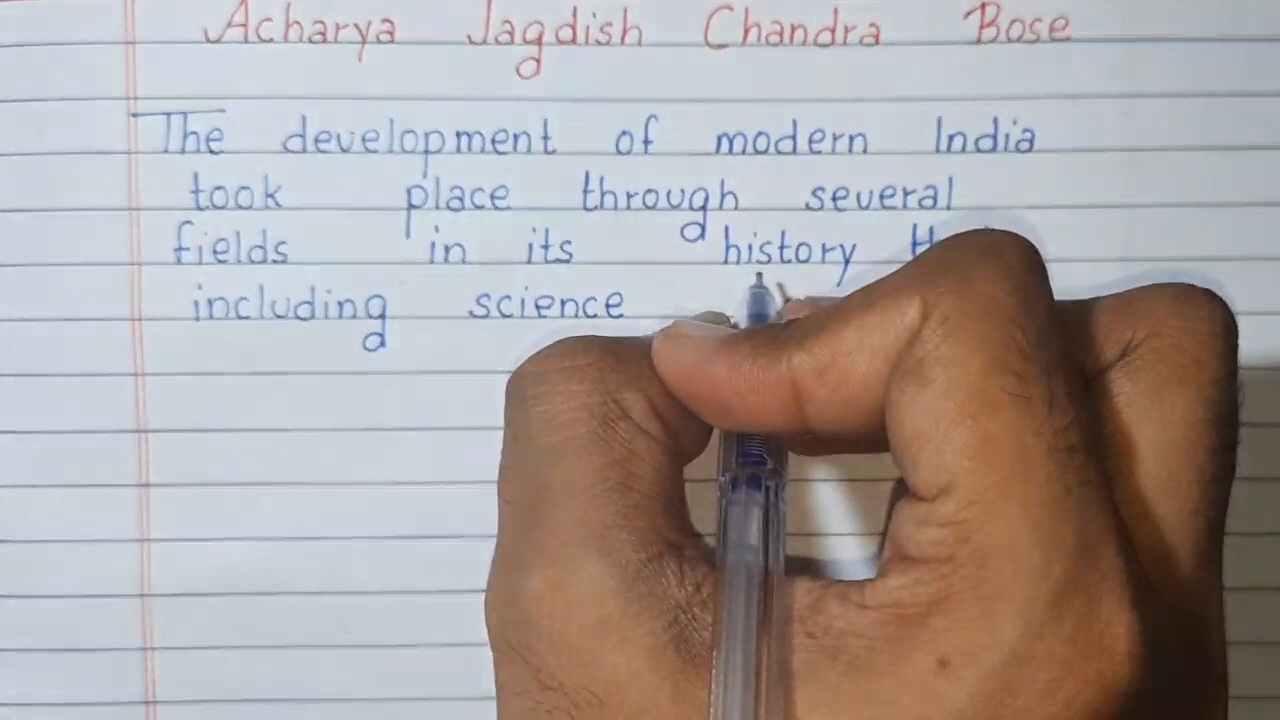 Acharya Jagdish Chandra Bose
The development of modern India
took place through several
fields in its history
including science